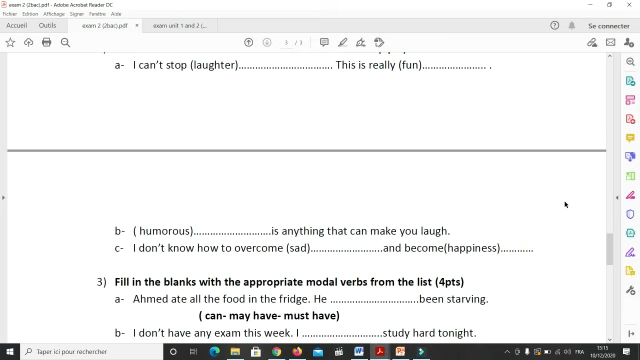 exam 2 (2bac).pdf - Adobe Acrobat Reader DC
Fichier Edition Affichage Signer Fenêtre Aide
Accueil Outils exam 2 (2bac).pdf × exam unit 1 and 2 (... Se connecter
3 / 3
a- I can't stop (laughter)................................. This is really (fun)...................... .
b- ( humorous)...........................is anything that can make you laugh.
c- I don't know how to overcome (sad).........................and become(happiness)............
3) Fill in the blanks with the appropriate modal verbs from the list (4pts)
a- Ahmed ate all the food in the fridge. He ................................been starving.
( can- may have- must have)
b- I don't have any exam this week. I .............................study hard tonight.
Taper ici pour rechercher FRA 15:15
10/12/2020